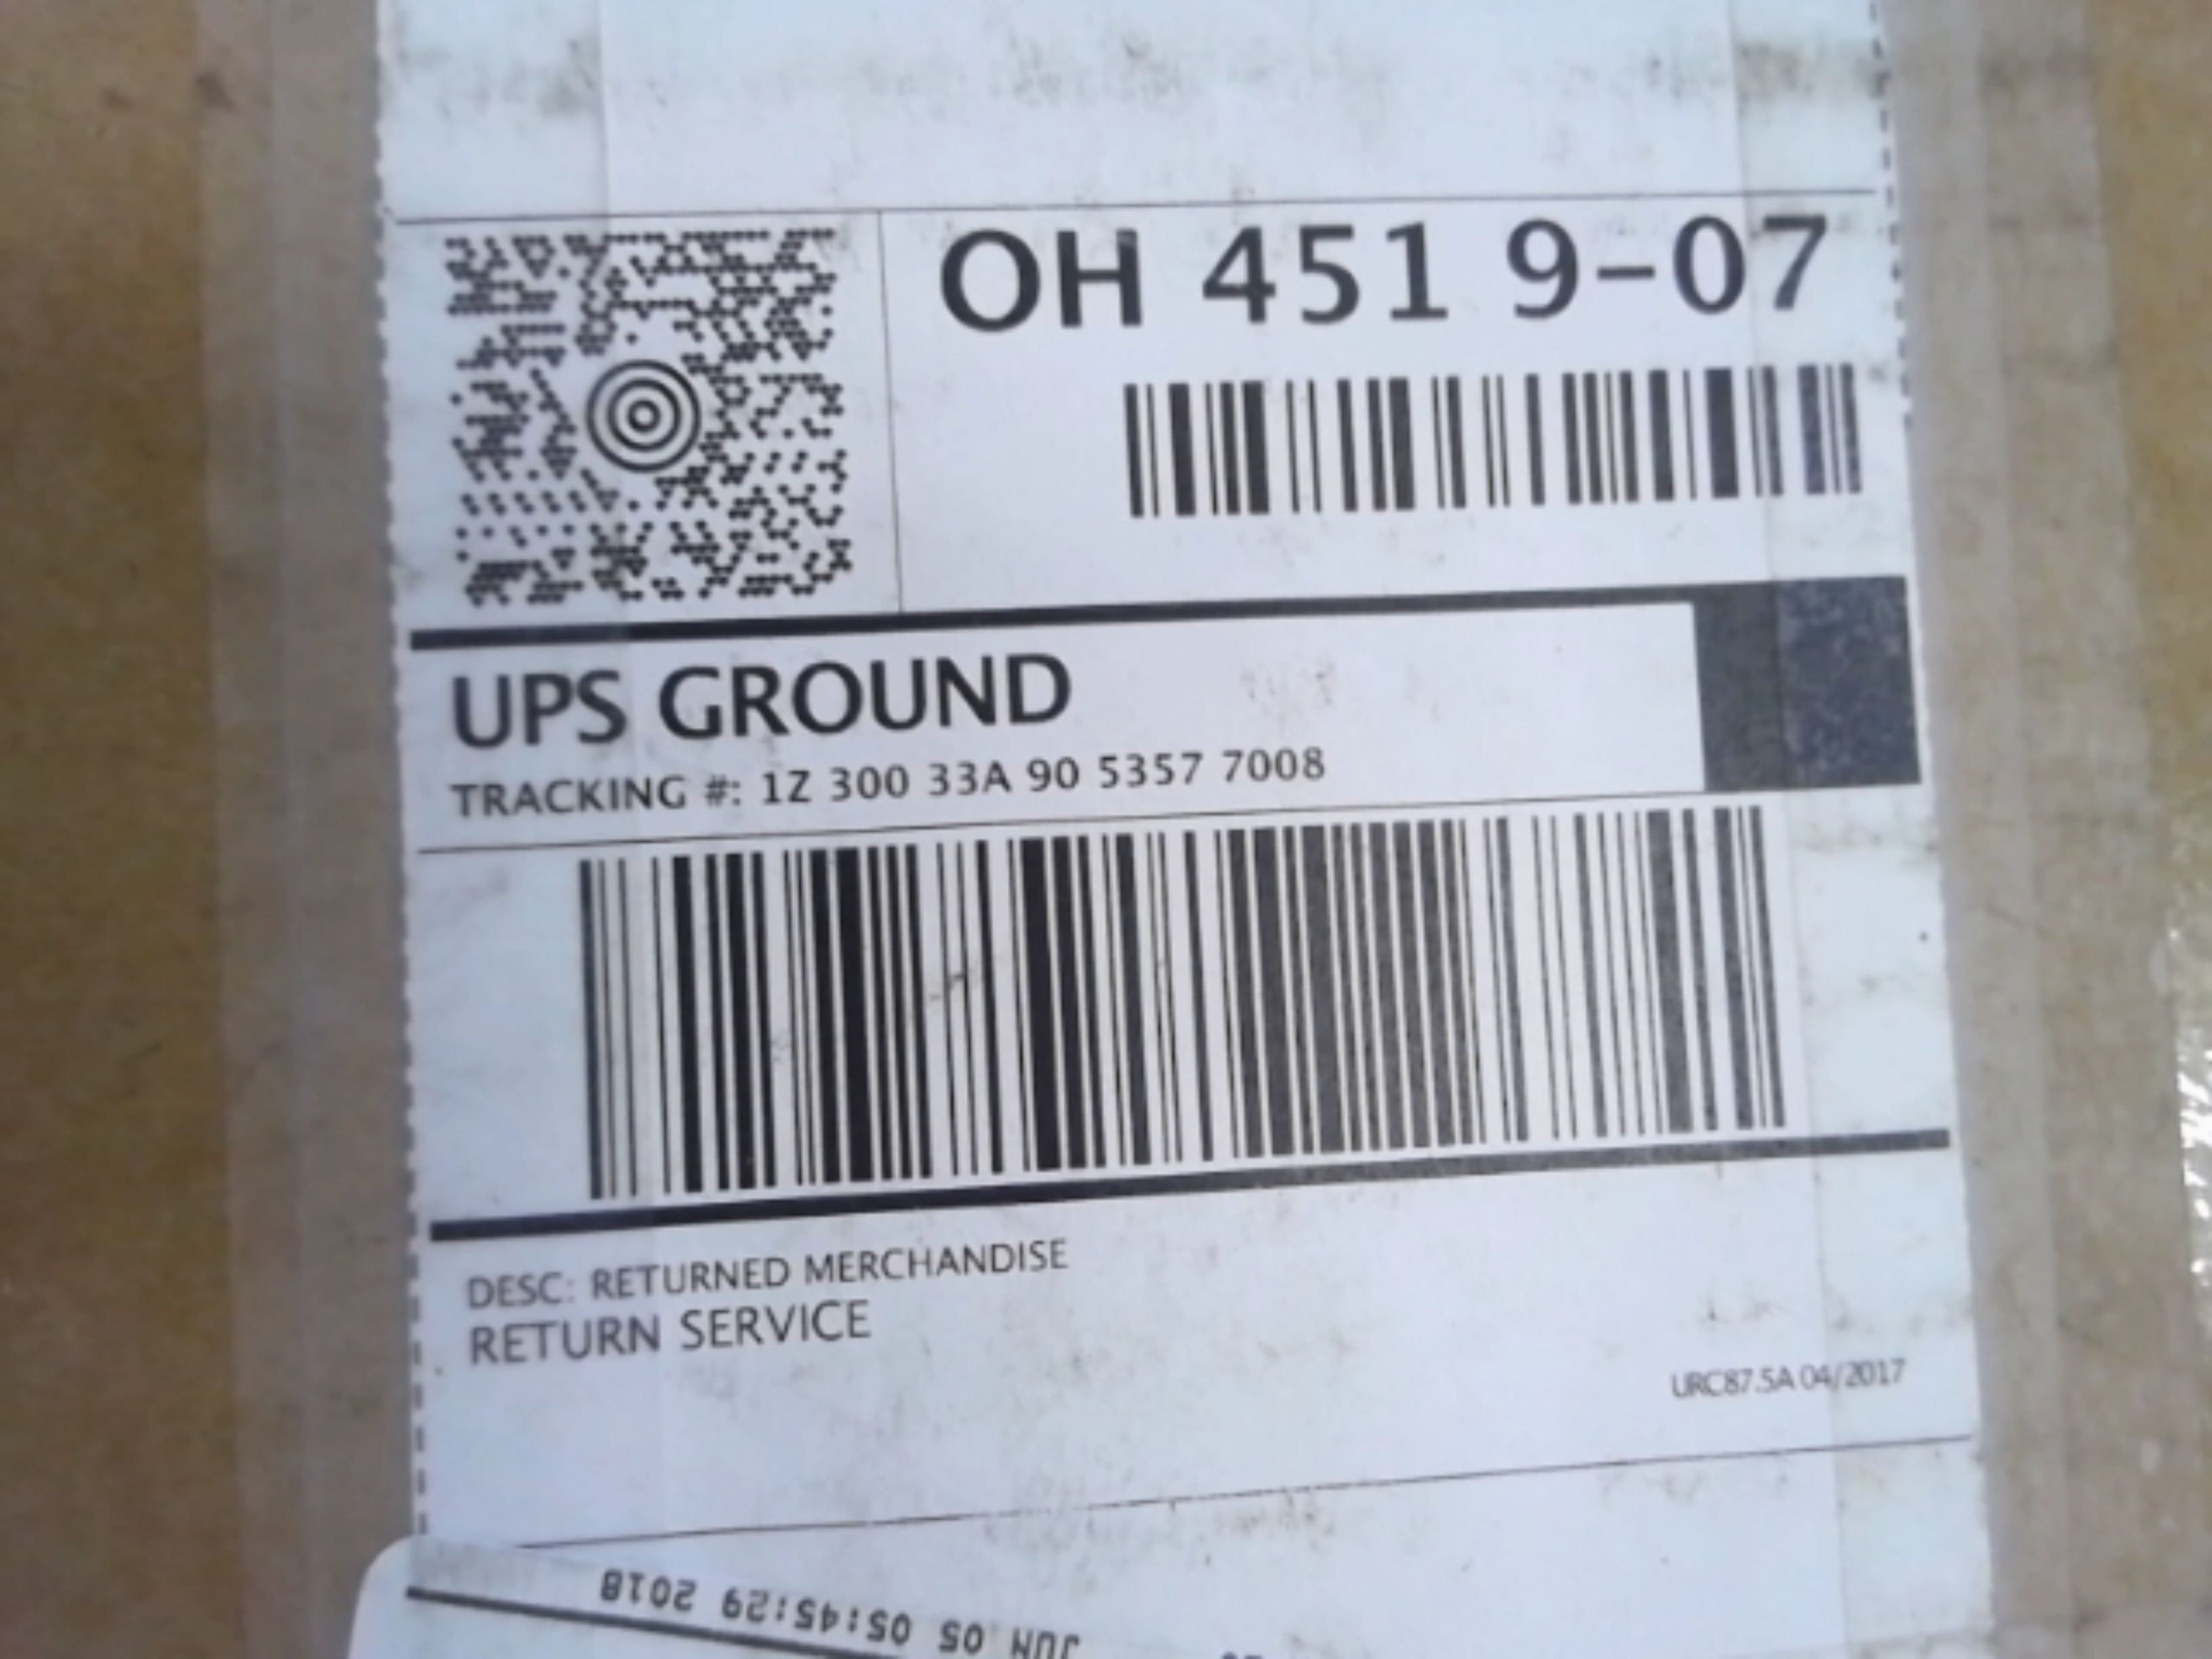 OH 451 9-07
UPS GROUND
TRACKING #: 1Z 300 33A 90 5357 7008
DESC: RETURNED MERCHANDISE
RETURN SERVICE
URC87.5A 04/2017
JUN 05 05:45:29 2018